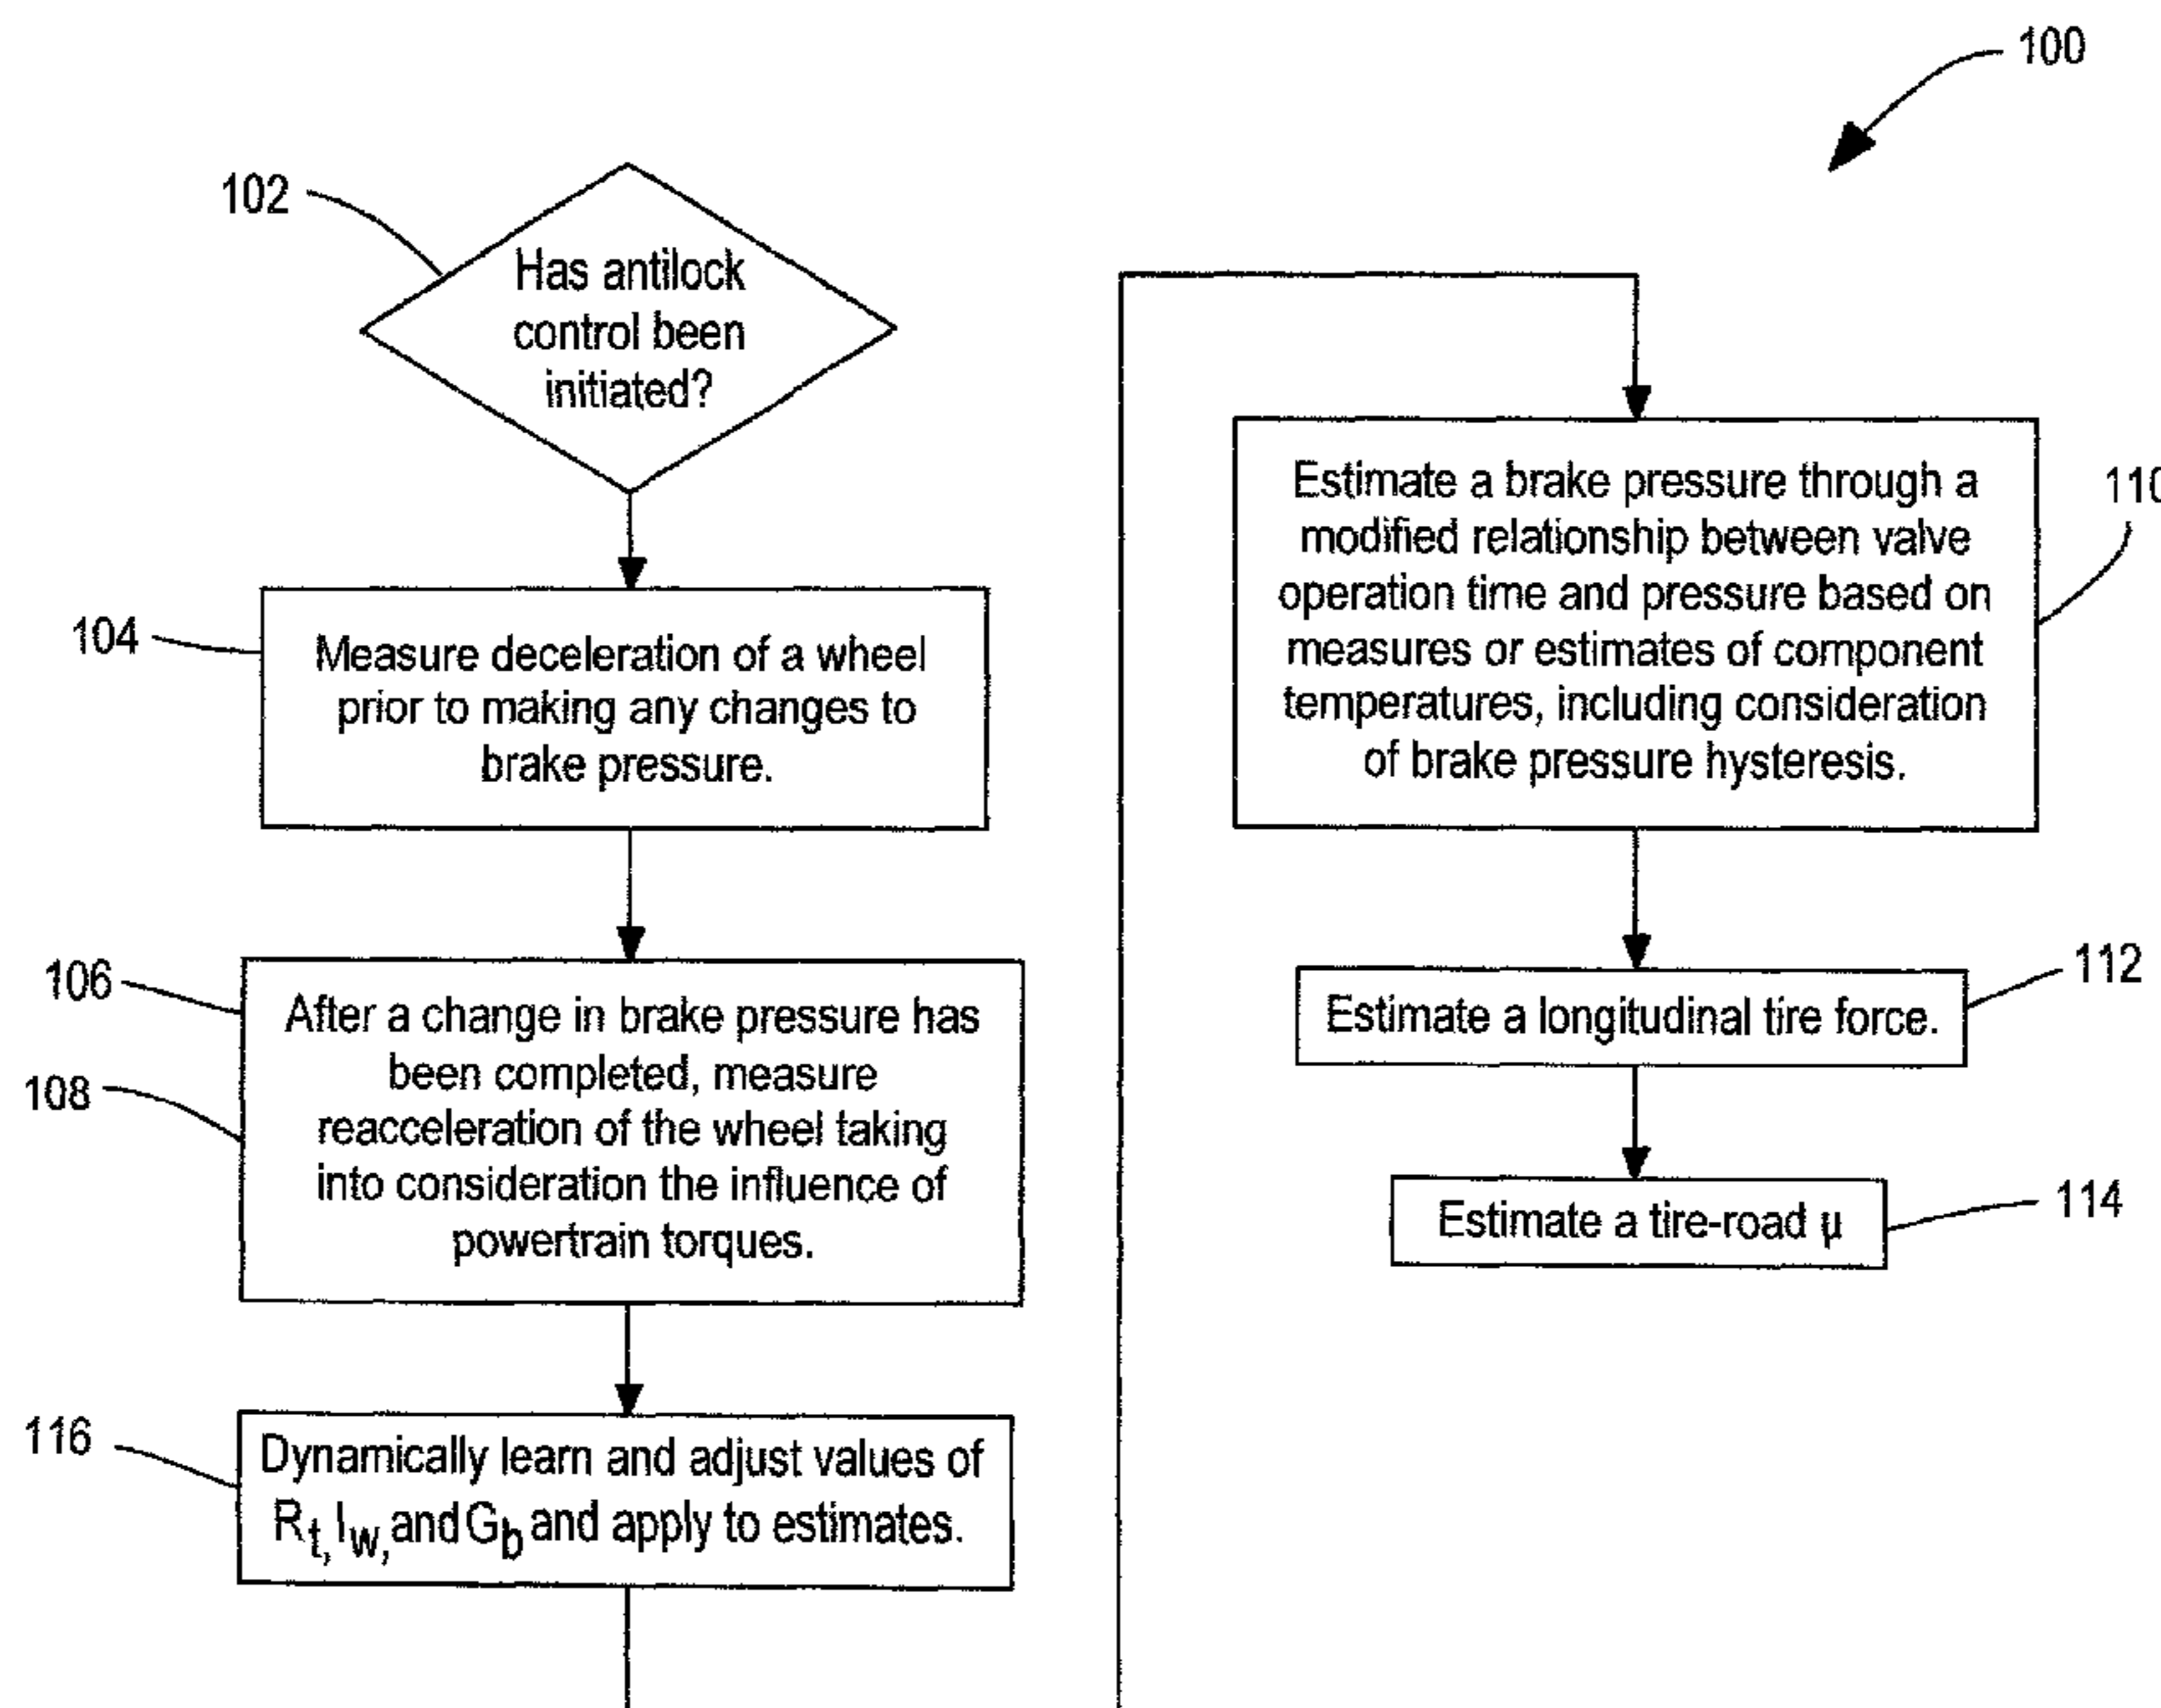 100
102
Has antilock
control been
initiated?
104
Measure deceleration of a wheel
prior to making any changes to
brake pressure.
106
108
After a change in brake pressure has
been completed, measure
reacceleration of the wheel taking
into consideration the influence of
powertrain torques.
116
Dynamically learn and adjust values of
Rt, Iw, and Gb and apply to estimates.
110
Estimate a brake pressure through a
modified relationship between valve
operation time and pressure based on
measures or estimates of component
temperatures, including consideration
of brake pressure hysteresis.
112
Estimate a longitudinal tire force.
114
Estimate a tire-road µ